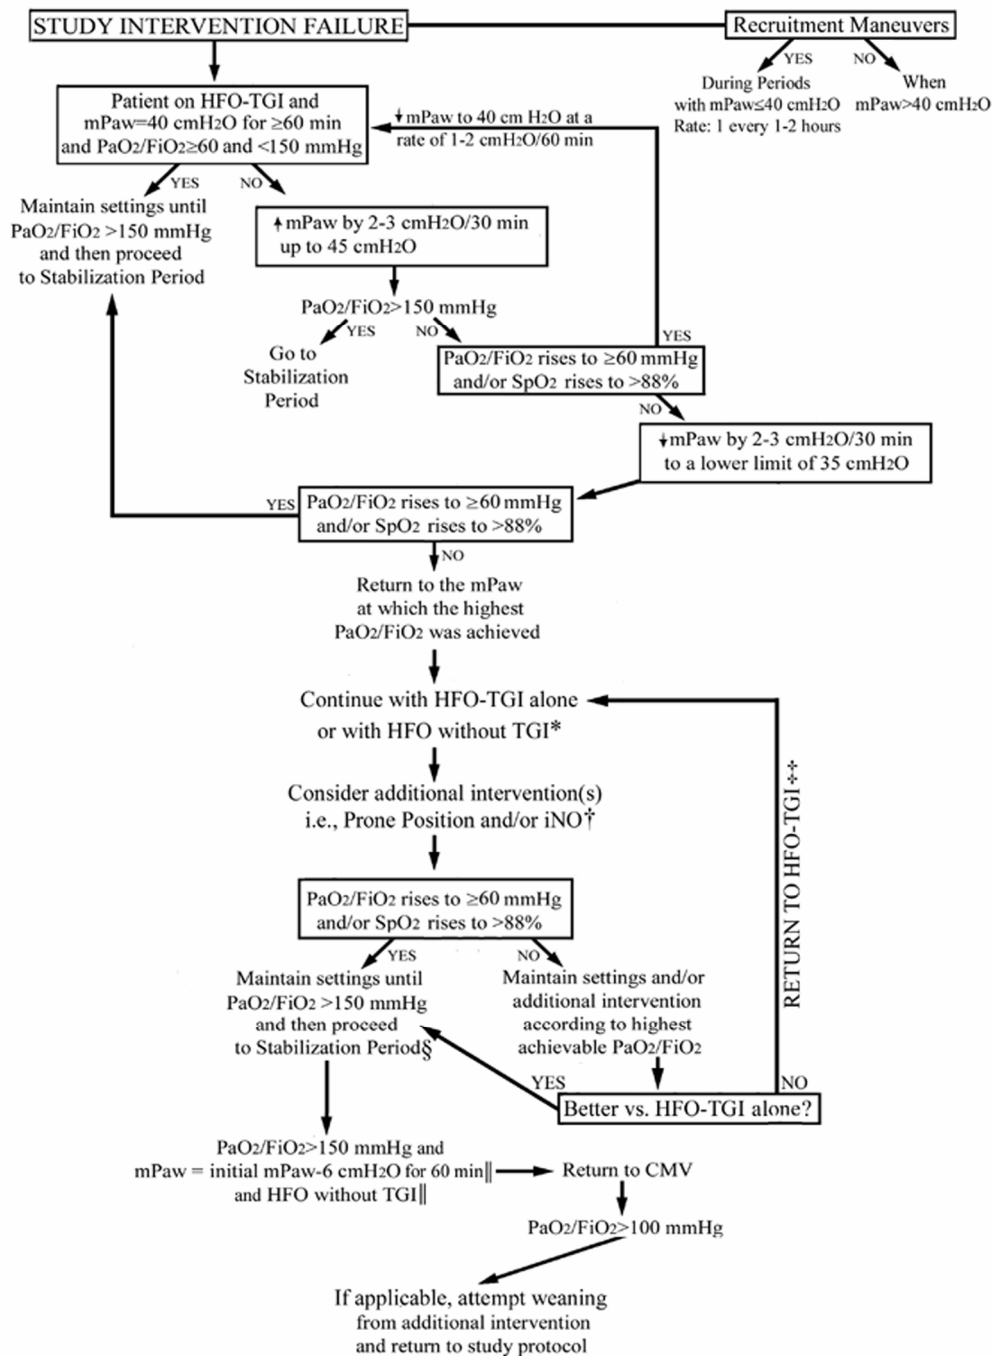 STUDY INTERVENTION FAILURE
Recruitment Maneuvers
YES
NO
During Periods
with mPaw≤40 cmH2O
Rate: 1 every 1-2 hours
When
mPaw>40 cmH2O
Patient on HFO-TGI and
mPaw=40 cmH2O for ≥60 min
and PaO2/FiO2≥60 and <150 mmHg
↓mPaw to 40 cm H2O at a
rate of 1-2 cmH2O/60 min
YES
NO
Maintain settings until
PaO2/FiO2 >150 mmHg
and then proceed
to Stabilization Period
↑mPaw by 2-3 cmH2O/30 min
up to 45 cmH2O
PaO2/FiO2>150 mmHg
YES
NO
Go to
Stabilization
Period
YES
PaO2/FiO2 rises to ≥60 mmHg
and/or SpO2 rises to >88%
NO
↓mPaw by 2-3 cmH2O/30 min
to a lower limit of 35 cmH2O
YES
PaO2/FiO2 rises to ≥60 mmHg
and/or SpO2 rises to >88%
NO
Return to the mPaw
at which the highest
PaO2/FiO2 was achieved
Continue with HFO-TGI alone
or with HFO without TGI*
Consider additional intervention(s)
i.e., Prone Position and/or iNO†
RETURN TO HFO-TGI‡‡
PaO2/FiO2 rises to ≥60 mmHg
and/or SpO2 rises to >88%
YES
NO
Maintain settings until
PaO2/FiO2 >150 mmHg
and then proceed
to Stabilization Period§
Maintain settings and/or
additional intervention
according to highest
achievable PaO2/FiO2
YES
NO
Better vs. HFO-TGI alone?
PaO2/FiO2>150 mmHg and
mPaw = initial mPaw-6 cmH2O for 60 min‖
and HFO without TGI‖
Return to CMV
PaO2/FiO2>100 mmHg
If applicable, attempt weaning
from additional intervention
and return to study protocol